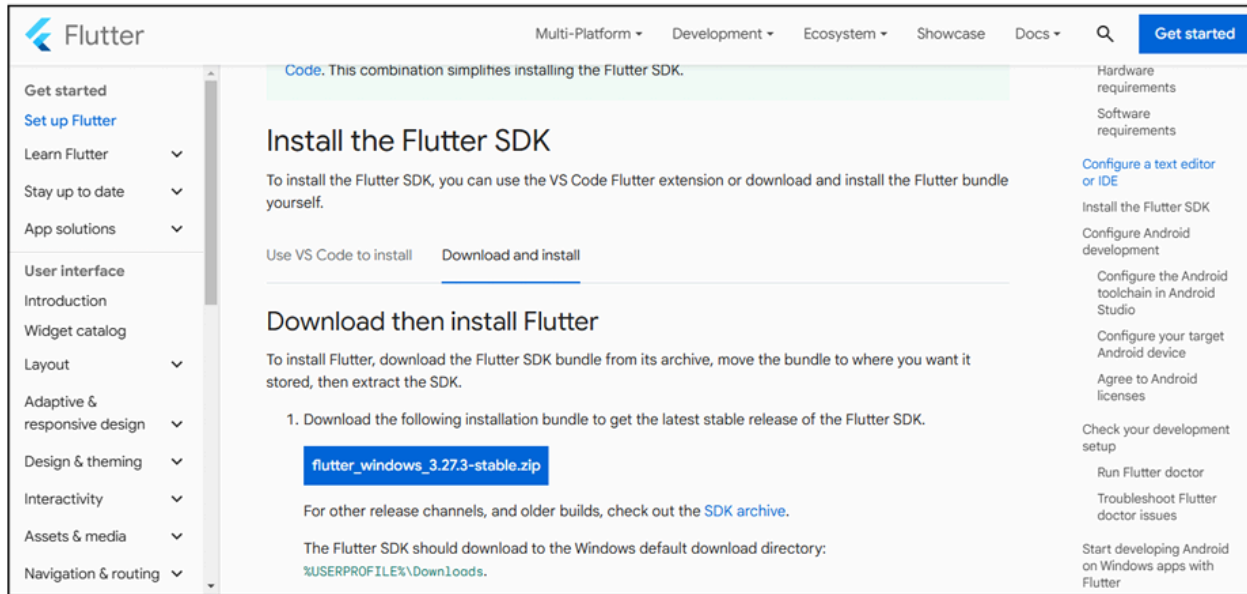 Flutter
Multi-Platform
Development
Ecosystem
Showcase
Docs
Get started
Get started
Set up Flutter
Learn Flutter
Stay up to date
App solutions
User interface
Introduction
Widget catalog
Layout
Adaptive &
responsive design
Design & theming
Interactivity
Assets & media
Navigation & routing
Code. This combination simplifies installing the Flutter SDK.
Install the Flutter SDK
To install the Flutter SDK, you can use the VS Code Flutter extension or download and install the Flutter bundle
yourself.
Use VS Code to install
Download and install
Download then install Flutter
To install Flutter, download the Flutter SDK bundle from its archive, move the bundle to where you want it
stored, then extract the SDK.
1. Download the following installation bundle to get the latest stable release of the Flutter SDK.
flutter_windows_3.27.3-stable.zip
For other release channels, and older builds, check out the SDK archive.
The Flutter SDK should download to the Windows default download directory:
%USERPROFILE%\Downloads.
Hardware
requirements
Software
requirements
Configure a text editor
or IDE
Install the Flutter SDK
Configure Android
development
Configure the Android
toolchain in Android
Studio
Configure your target
Android device
Agree to Android
licenses
Check your development
setup
Run Flutter doctor
Troubleshoot Flutter
doctor issues
Start developing Android
on Windows apps with
Flutter